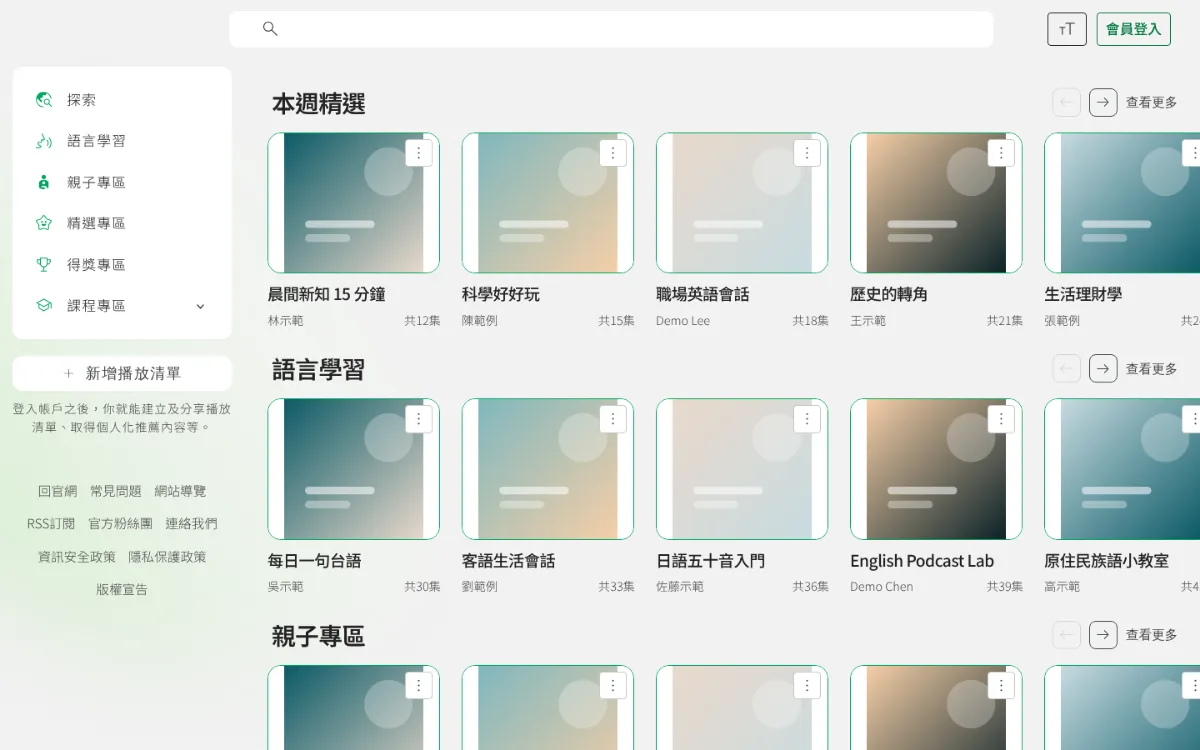 TT
會員登入
探索
語言學習
親子專區
精選專區
得獎專區
課程專區
+ 新增播放清單
登入帳戶之後，你就能建立及分享播放
清單、取得個人化推薦內容等。
回官網 常見問題 網站導覽
RSS訂閱 官方粉絲團 連絡我們
資訊安全政策 隱私保護政策
版權宣告
本週精選
查看更多
晨間新知 15 分鐘
林示範 共12集
科學好好玩
陳範例 共15集
職場英語會話
Demo Lee 共18集
歷史的轉角
王示範 共21集
生活理財學
張範例 共2
語言學習
查看更多
每日一句台語
吳示範 共30集
客語生活會話
劉範例 共33集
日語五十音入門
佐藤示範 共36集
English Podcast Lab
Demo Chen 共39集
原住民族語小教室
高示範 共4
親子專區
查看更多